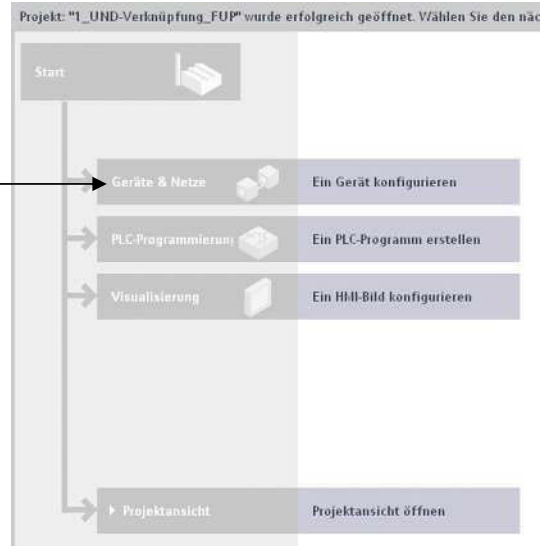 Projekt: "1_UND-Verknüpfung_FUP" wurde erfolgreich geöffnet. Wählen Sie den näc
Start
Geräte & Netze Ein Gerät konfigurieren
PLC-Programmierung Ein PLC-Programm erstellen
Visualisierung Ein HMI-Bild konfigurieren
Projektansicht Projektansicht öffnen